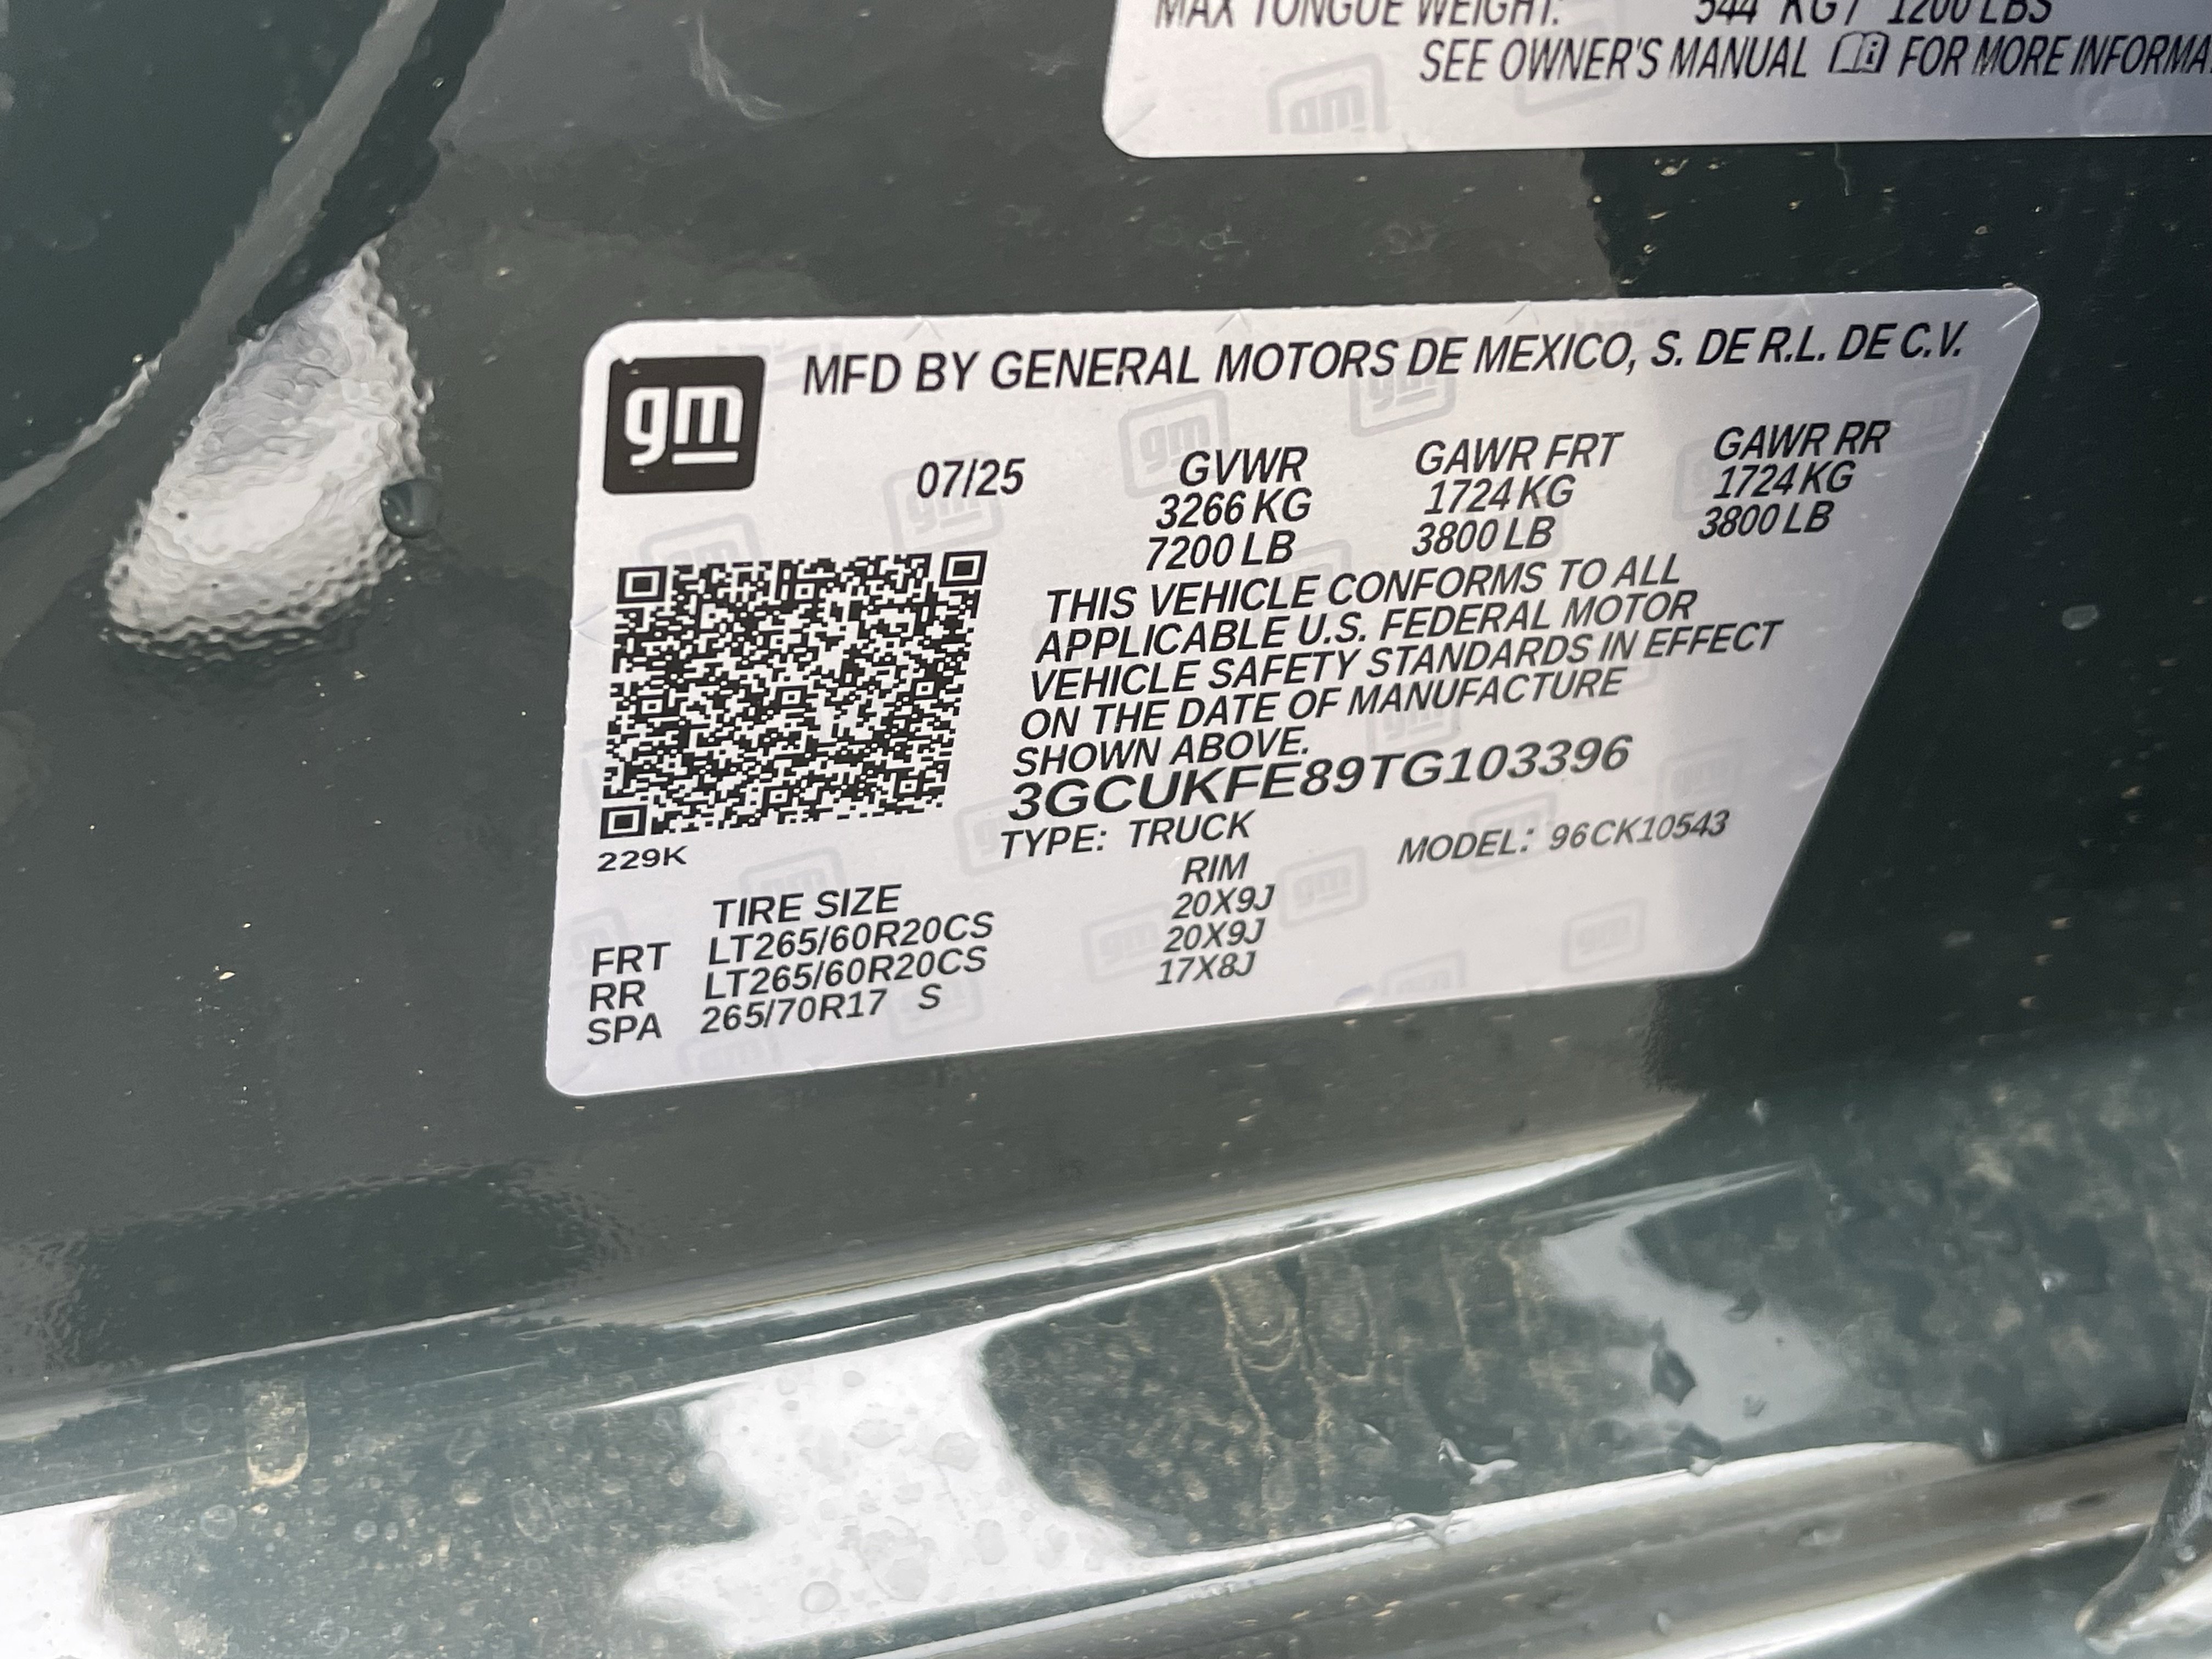 MAX TONGUE WEIGHT: 544 KG / 1200 LBS
SEE OWNER'S MANUAL FOR MORE INFORMA
gm
MFD BY GENERAL MOTORS DE MEXICO, S. DE R.L. DE C.V.
07/25 GVWR GAWR FRT GAWR RR
3266 KG 1724 KG 1724 KG
7200 LB 3800 LB 3800 LB
THIS VEHICLE CONFORMS TO ALL
APPLICABLE U.S. FEDERAL MOTOR
VEHICLE SAFETY STANDARDS IN EFFECT
ON THE DATE OF MANUFACTURE
SHOWN ABOVE.
3GCUKFE89TG103396
TYPE: TRUCK MODEL: 96CK10543
229K
TIRE SIZE RIM
FRT LT265/60R20CS 20X9J
RR LT265/60R20CS 20X9J
SPA 265/70R17 S 17X8J